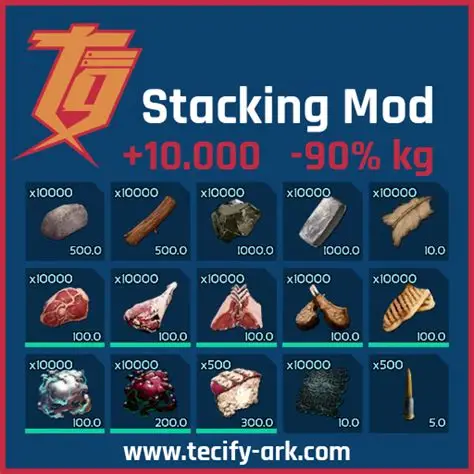 Stacking Mod
+10.000 -90% kg
x10000 x10000 x10000 x10000 x10000
500.0 500.0 1000.0 1000.0 10.0
x10000 x10000 x10000 x10000 x10000
100.0 100.0 100.0 100.0 100.0
x10000 x10000 x500 x10000 x500
100.0 200.0 300.0 10.0 5.0
www.tecify-ark.com